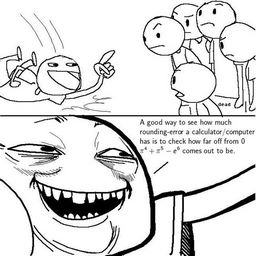 dead
A good way to see how much
rounding-error a calculator/computer
has is to check how far off from 0
π⁴ + π⁵ − e⁶ comes out to be.